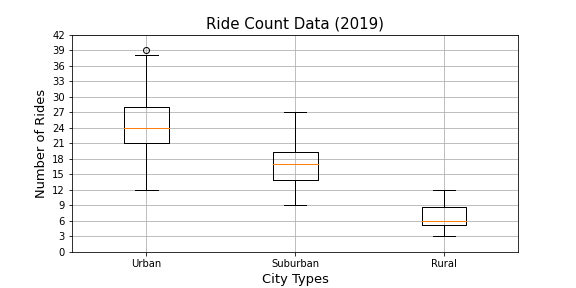 Ride Count Data (2019)
Number of Rides
42
39
36
33
30
27
24
21
18
15
12
9
6
3
0
Urban
Suburban
Rural
City Types